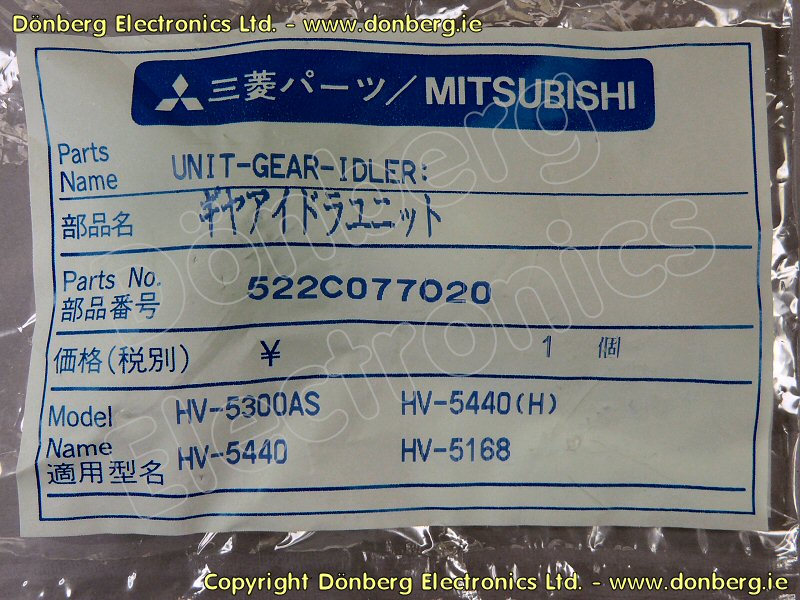 Dönberg Electronics Ltd. - www.donberg.ie
三菱パーツ/MITSUBISHI
Parts Name
UNIT-GEAR-IDLER:
部品名
ギヤアイドラユニット
Parts No.
部品番号
522C077020
価格(税別) ¥ 1 個
Model Name
適用型名
HV-5300AS HV-5440(H)
HV-5440 HV-5168
Dönberg Electronics
Copyright Dönberg Electronics Ltd. - www.donberg.ie